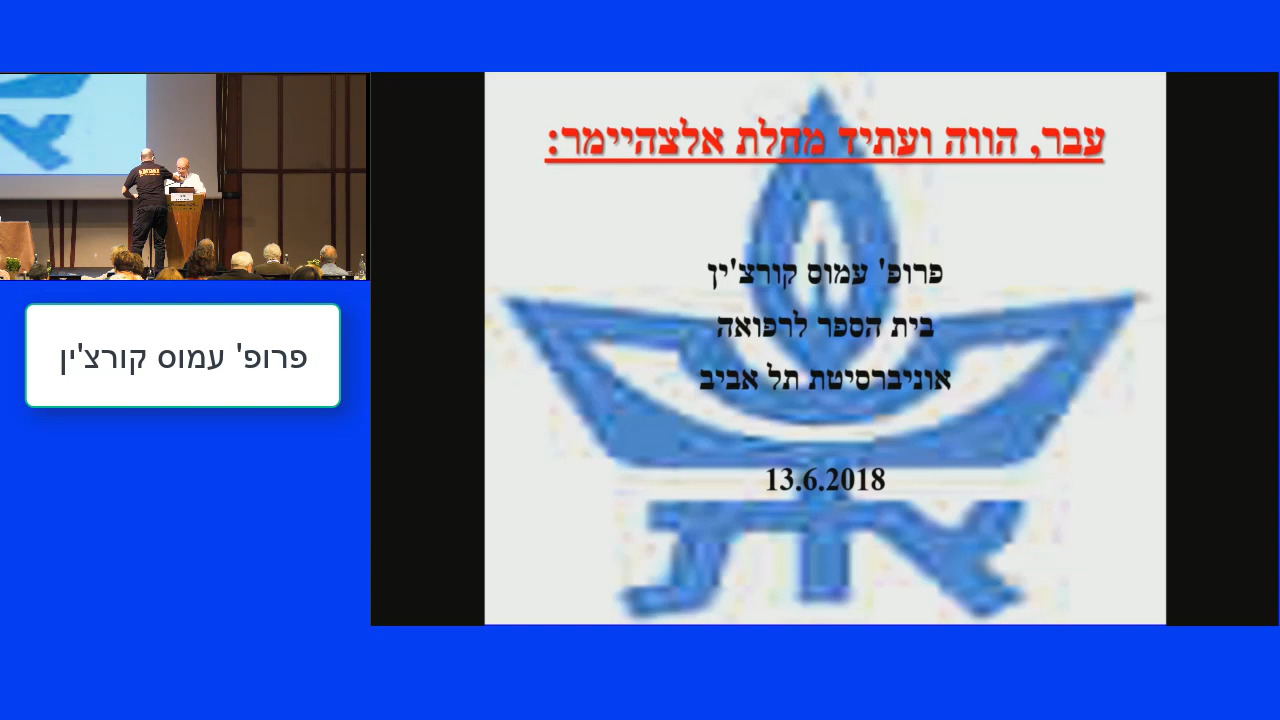 עבר, הווה ועתיד מחלת אלצהיימר:
פרופ' עמוס קורצ'ין
בית הספר לרפואה
אוניברסיטת תל אביב
13.6.2018
את
פרופ' עמוס קורצ'ין